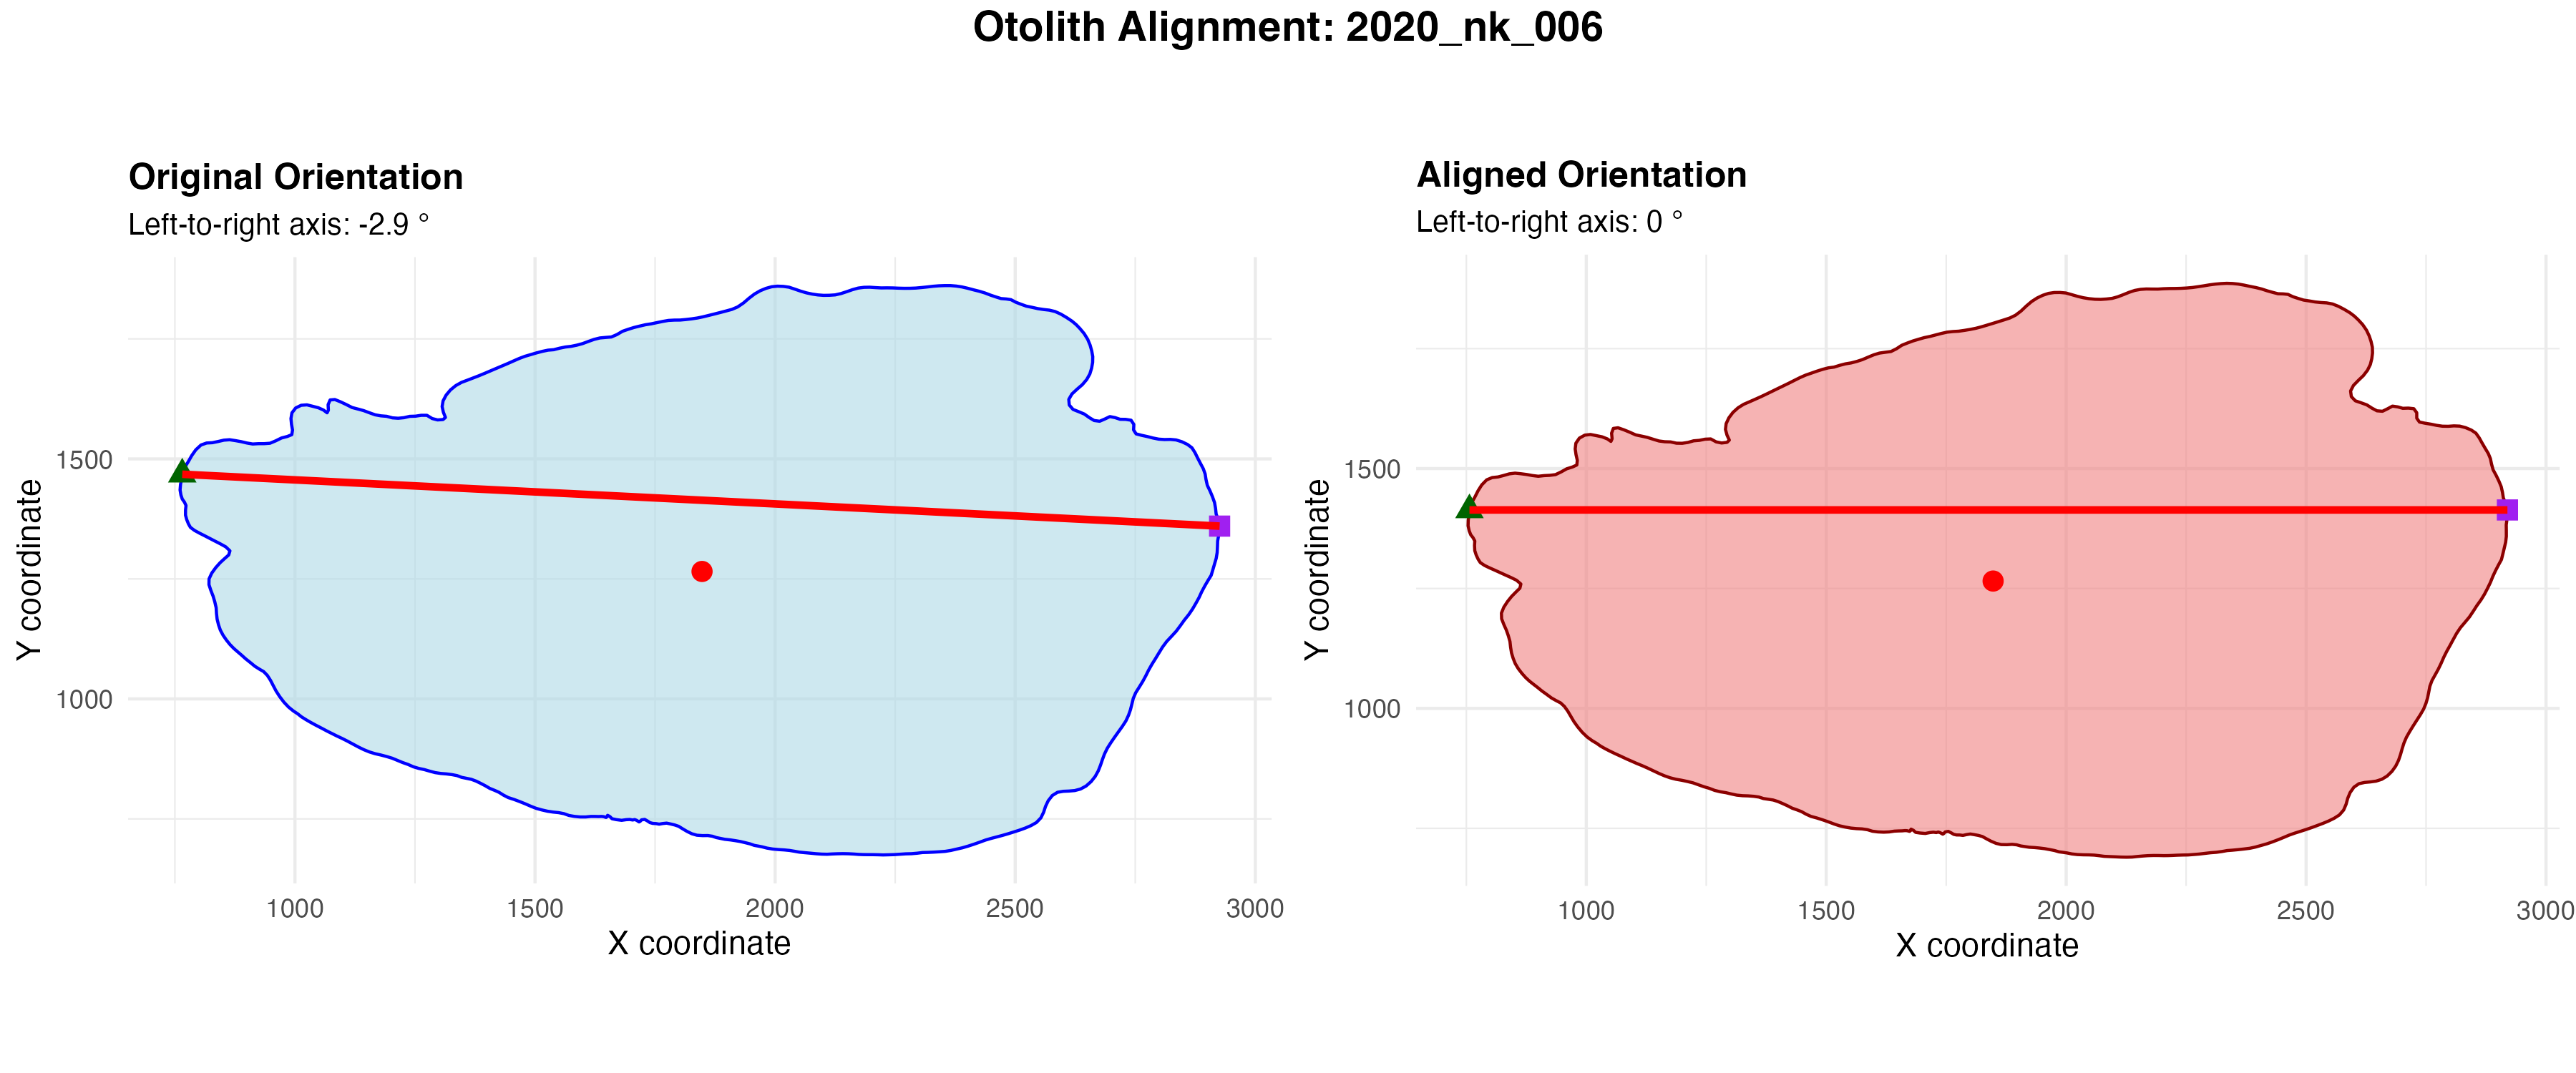 Otolith Alignment: 2020_nk_006
Original Orientation
Left-to-right axis: -2.9 °
Y coordinate
1500
1000
1000 1500 2000 2500 3000
X coordinate
Aligned Orientation
Left-to-right axis: 0 °
Y coordinate
1500
1000
1000 1500 2000 2500 3000
X coordinate